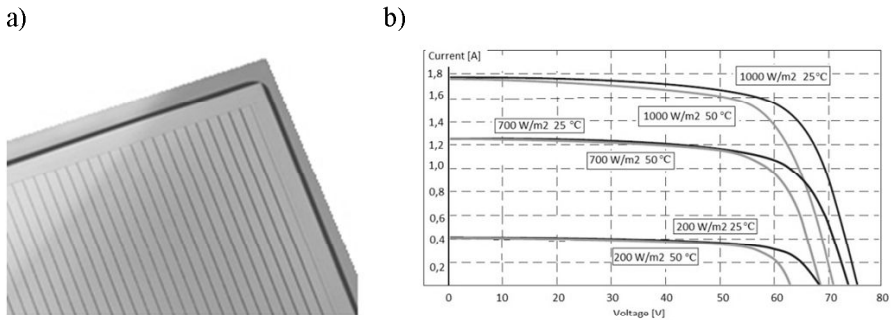 a)
b)
Current [A]
1,8
1,6
1,4
1,2
1,0
0,8
0,6
0,4
0,2
1000 W/m2 25°C
1000 W/m2 50 °C
700 W/m2 25 °C
700 W/m2 50 °C
200 W/m2 25°C
200 W/m2 50 °C
0 10 20 30 40 50 60 70 80
Voltage [V]